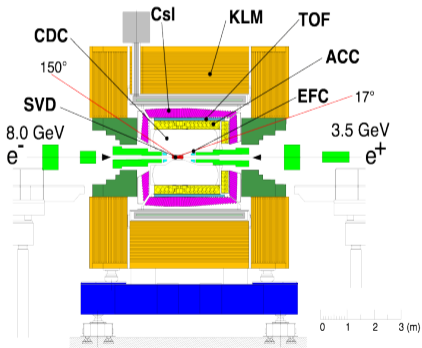 CsI
KLM
TOF
CDC
ACC
150°
EFC
17°
SVD
8.0 GeV
3.5 GeV
e-
e+
0 1 2 3 (m)